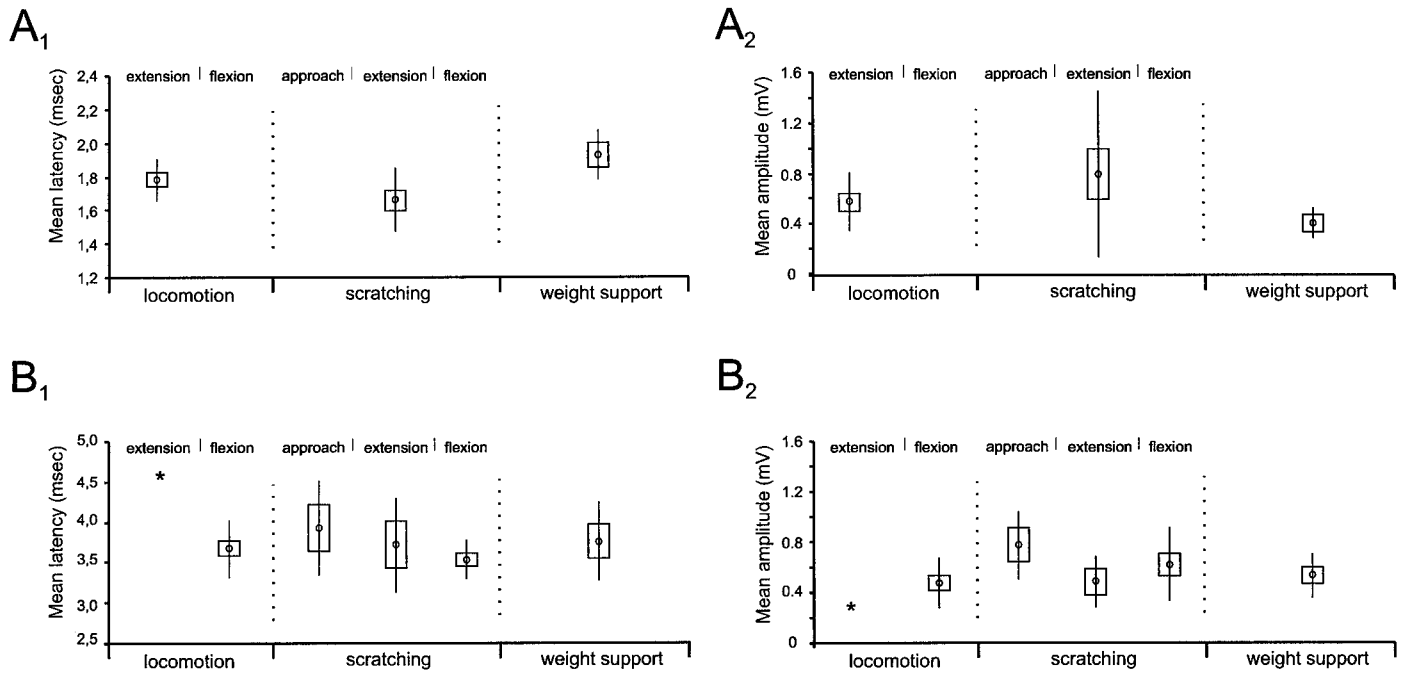 A1
Mean latency (msec)
extension | flexion approach | extension | flexion
2,4
2,2
2,0
1,8
1,6
1,4
1,2
locomotion scratching weight support
A2
Mean amplitude (mV)
extension | flexion approach | extension | flexion
1.6
1.2
0.8
0.4
0
locomotion scratching weight support
B1
Mean latency (msec)
extension | flexion approach | extension | flexion
5,0
4,5
4,0
3,5
3,0
2,5
*
locomotion scratching weight support
B2
Mean amplitude (mV)
extension | flexion approach | extension | flexion
1.6
1.2
0.8
0.4
0
*
locomotion scratching weight support